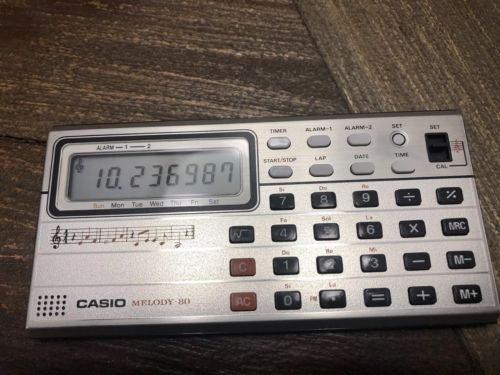 ALARM — 1 2
10.236987
Sun Mon Tue Wed Thu Fri Sat
CASIO MELODY-80
TIMER ALARM-1 ALARM-2 SET SET
START/STOP LAP DATE TIME CAL
Si Do Re
7 8 9 ÷ %
Fa Sol La
√ 4 5 6 × MRC
Do Re Mi
C 1 2 3 − M−
Si PM La
AC 0 • = + M+